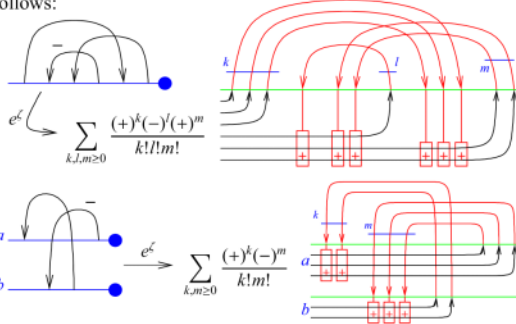 follows:
−
k
l
m
e^ζ
∑_{k,l,m≥0} (+)^k(−)^l(+)^m / k!l!m!
+ + + + + +
−
a
b
e^ζ
∑_{k,m≥0} (+)^k(−)^m / k!m!
k
m
+ +
a
b
+ + +